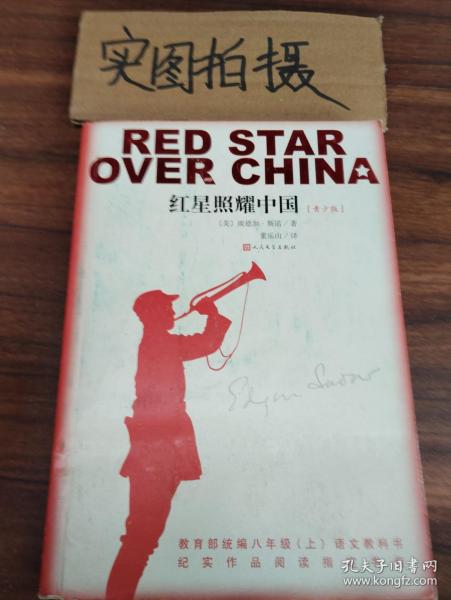 实图拍摄
RED STAR
OVER CHINA
红星照耀中国 [青少版]
〔美〕埃德加·斯诺/著
董乐山/译
人民文学出版社
Edgar Snow
教育部统编八年级（上）语文教科书
纪实作品阅读指
孔夫子旧书网